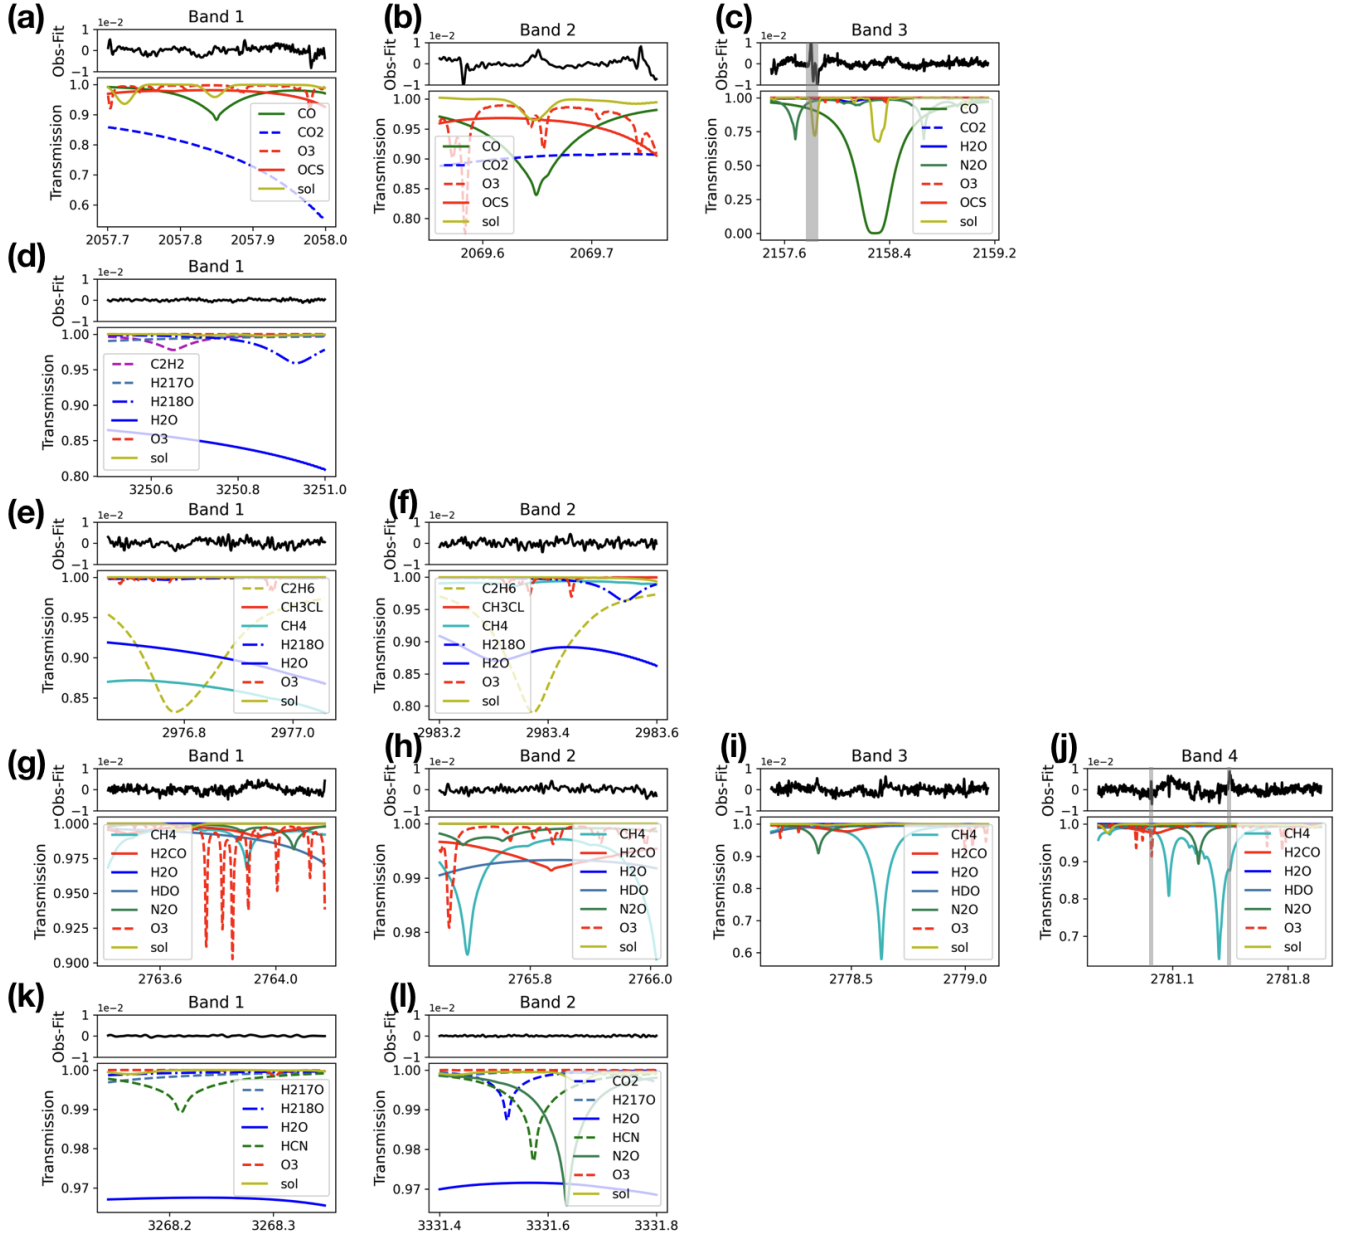 (a)
Band 1
1e−2
Obs-Fit
1
0
−1
Transmission
1.0
0.9
0.8
0.7
0.6
CO
CO2
O3
OCS
sol
2057.7
2057.8
2057.9
2058.0
(b)
Band 2
1e−2
Obs-Fit
1
0
−1
Transmission
1.00
0.95
0.90
0.85
0.80
CO
CO2
O3
OCS
sol
2069.6
2069.7
(c)
Band 3
1e−2
Obs-Fit
1
0
−1
Transmission
1.00
0.75
0.50
0.25
0.00
CO
CO2
H2O
N2O
O3
OCS
sol
2157.6
2158.4
2159.2
(d)
Band 1
1e−2
Obs-Fit
1
0
−1
Transmission
1.00
0.95
0.90
0.85
0.80
C2H2
H217O
H218O
H2O
O3
sol
3250.6
3250.8
3251.0
(e)
Band 1
1e−2
Obs-Fit
1
0
−1
Transmission
1.00
0.95
0.90
0.85
C2H6
CH3CL
CH4
H218O
H2O
O3
sol
2976.8
2977.0
(f)
Band 2
1e−2
Obs-Fit
1
0
−1
Transmission
1.00
0.95
0.90
0.85
0.80
C2H6
CH3CL
CH4
H218O
H2O
O3
sol
2983.2
2983.4
2983.6
(g)
Band 1
1e−2
Obs-Fit
1
0
−1
Transmission
1.000
0.975
0.950
0.925
0.900
CH4
H2CO
H2O
HDO
N2O
O3
sol
2763.6
2764.0
(h)
Band 2
1e−2
Obs-Fit
1
0
−1
Transmission
1.00
0.99
0.98
CH4
H2CO
H2O
HDO
N2O
O3
sol
2765.8
2766.0
(i)
Band 3
1e−2
Obs-Fit
1
0
−1
Transmission
1.0
0.9
0.8
0.7
0.6
CH4
H2CO
H2O
HDO
N2O
O3
sol
2778.5
2779.0
(j)
Band 4
1e−2
Obs-Fit
1
0
−1
Transmission
1.0
0.9
0.8
0.7
CH4
H2CO
H2O
HDO
N2O
O3
sol
2781.1
2781.8
(k)
Band 1
1e−2
Obs-Fit
1
0
−1
Transmission
1.00
0.99
0.98
0.97
H217O
H218O
H2O
HCN
O3
sol
3268.2
3268.3
(l)
Band 2
1e−2
Obs-Fit
1
0
−1
Transmission
1.00
0.99
0.98
0.97
CO2
H217O
H2O
HCN
N2O
O3
sol
3331.4
3331.6
3331.8